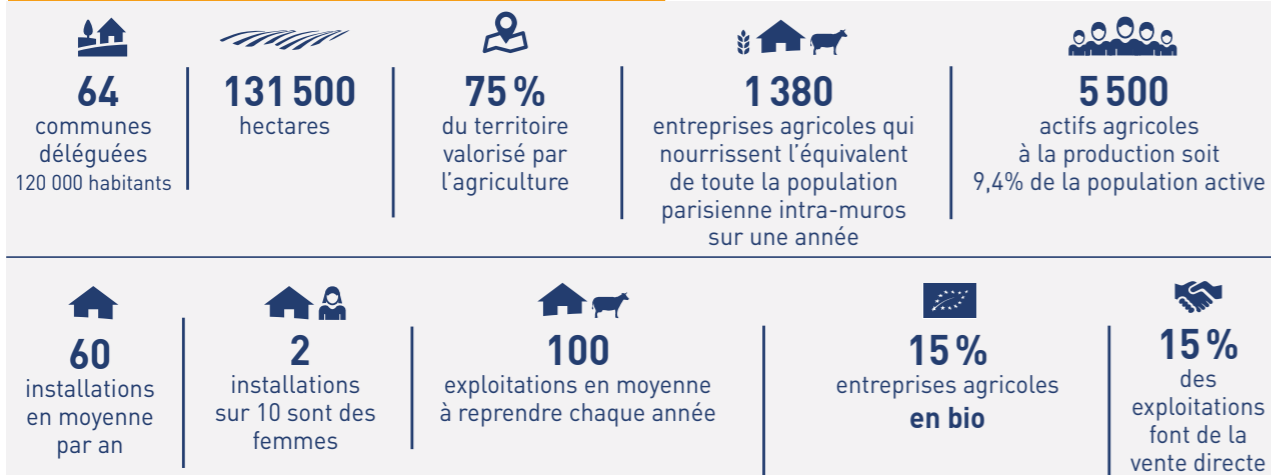 64
communes
déléguées
120 000 habitants
131 500
hectares
75 %
du territoire
valorisé par
l’agriculture
1 380
entreprises agricoles qui
nourrissent l’équivalent
de toute la population
parisienne intra-muros
sur une année
5 500
actifs agricoles
à la production soit
9,4% de la population active
60
installations
en moyenne
par an
2
installations
sur 10 sont des
femmes
100
exploitations en moyenne
à reprendre chaque année
15 %
entreprises agricoles
en bio
15 %
des
exploitations
font de la
vente directe